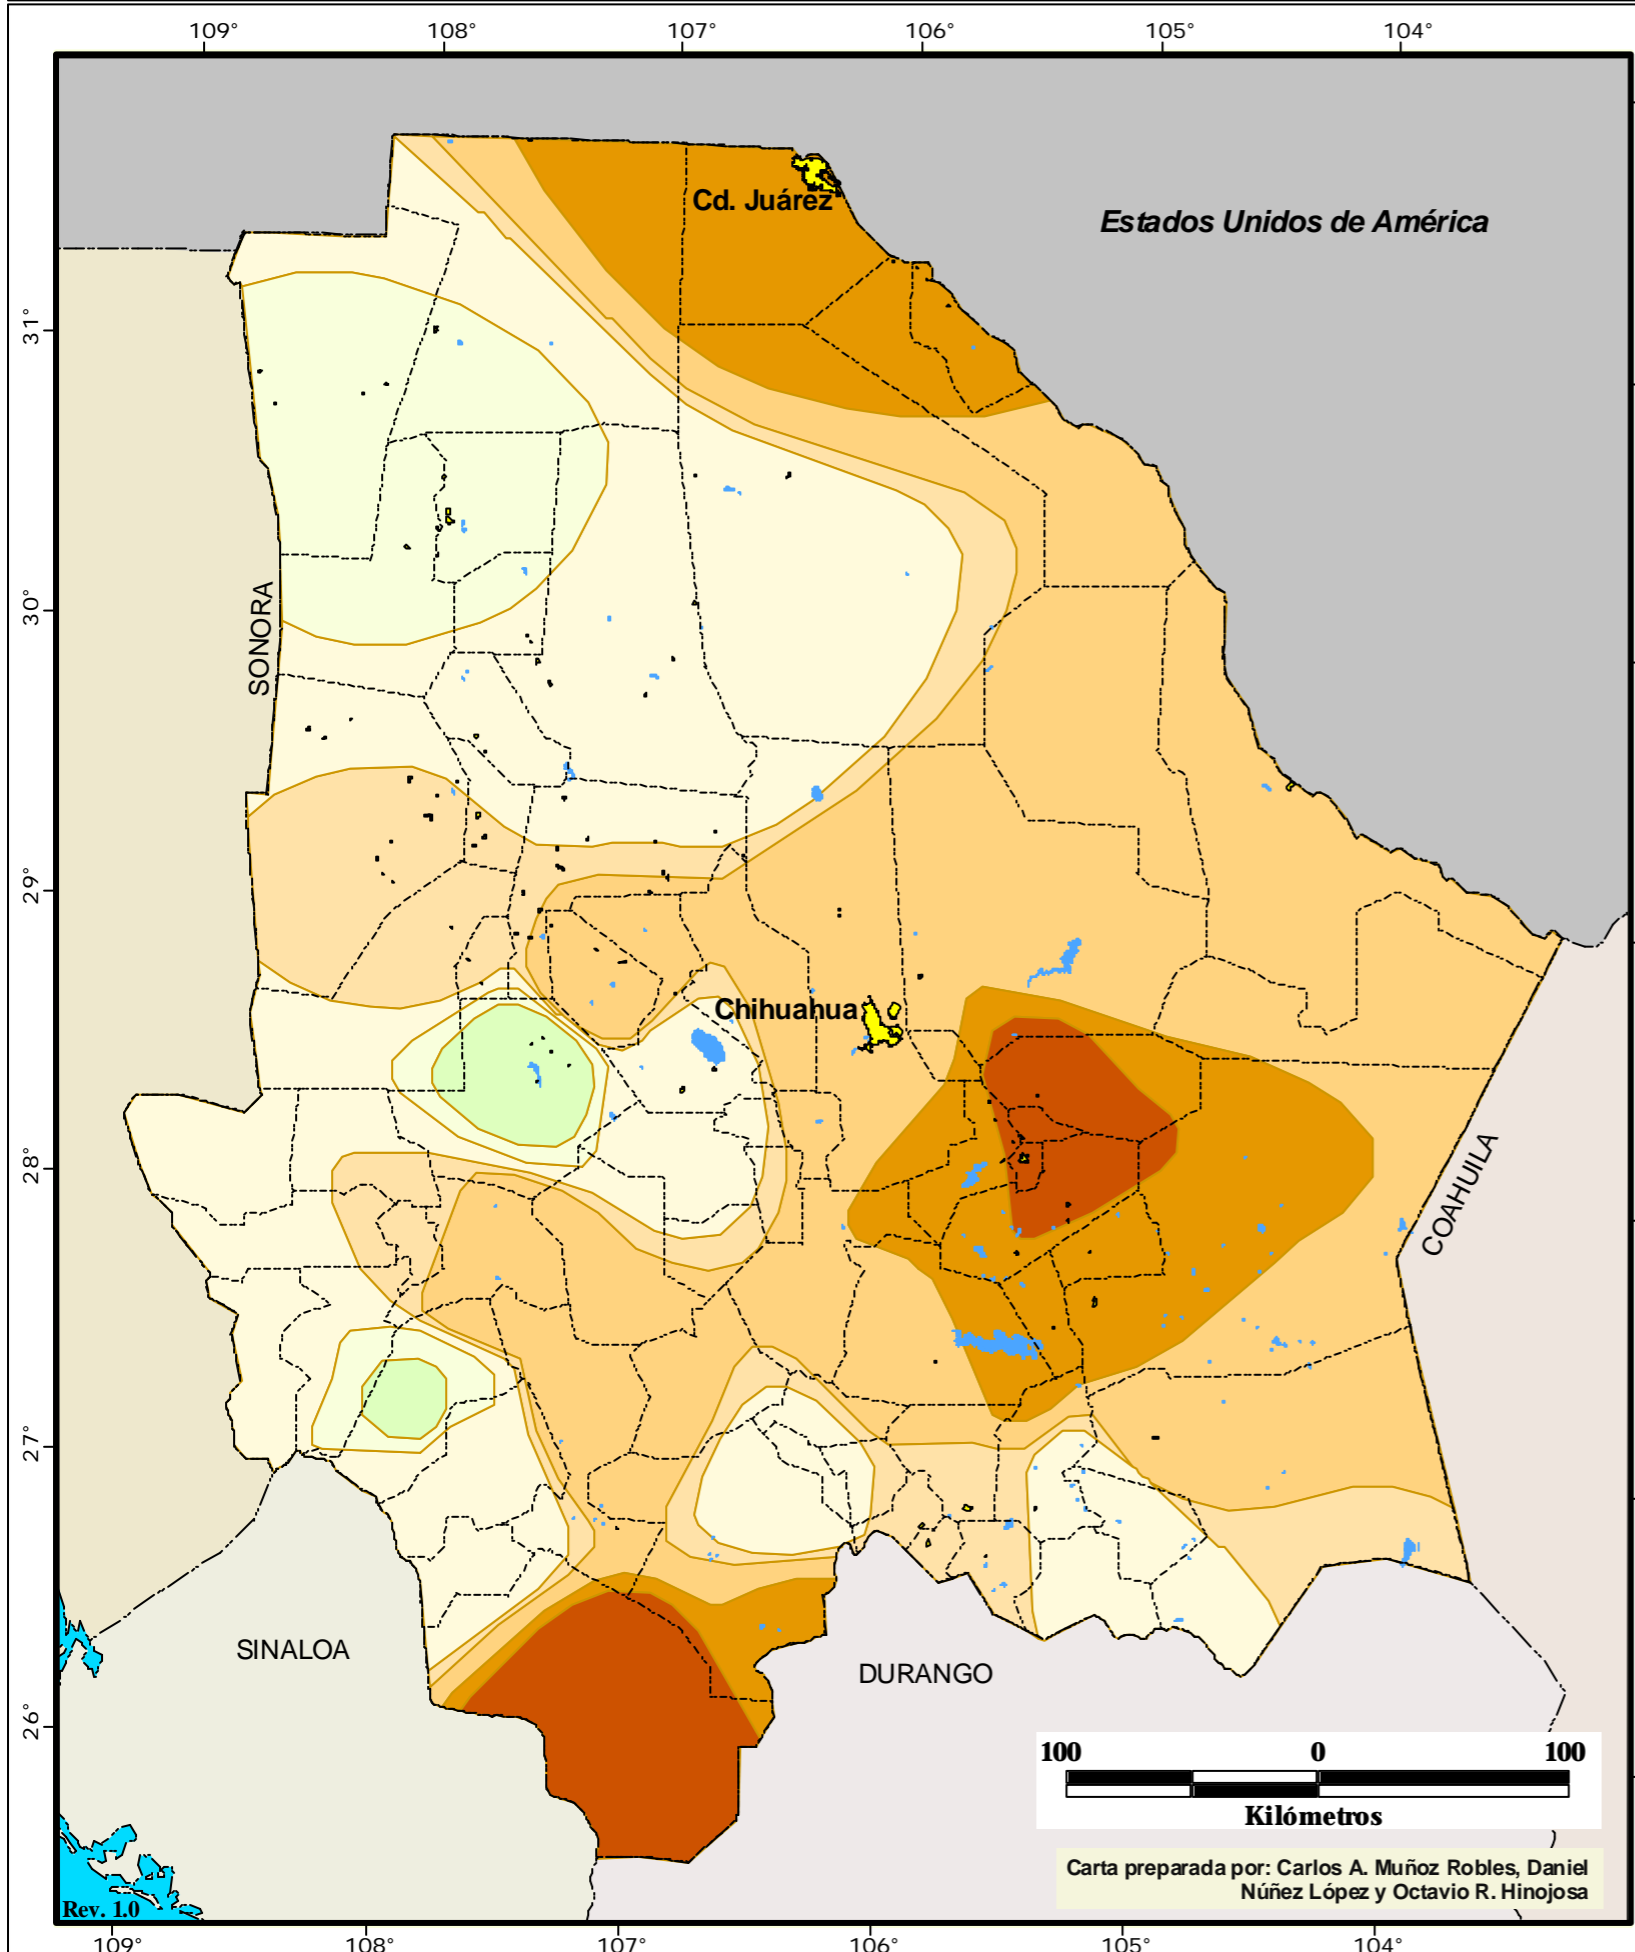 109° 108° 107° 106° 105° 104°
Cd. Juárez
Estados Unidos de América
31°
30°
SONORA
29°
Chihuahua
28°
COAHUILA
27°
SINALOA
DURANGO
26°
100 0 100
Kilómetros
Carta preparada por: Carlos A. Muñoz Robles, Daniel
Núñez López y Octavio R. Hinojosa
Rev. 1.0
109° 108° 107° 106° 105° 104°